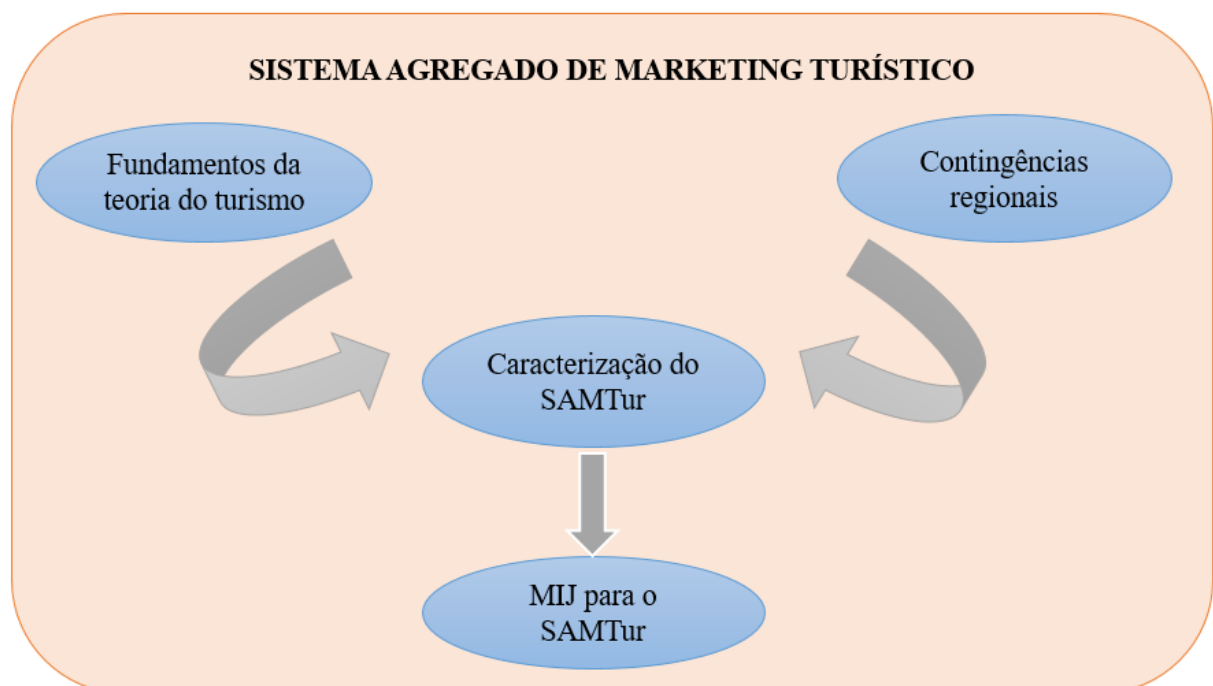 SISTEMA AGREGADO DE MARKETING TURÍSTICO
Fundamentos da
teoria do turismo
Contingências
regionais
Caracterização do
SAMTur
MIJ para o
SAMTur